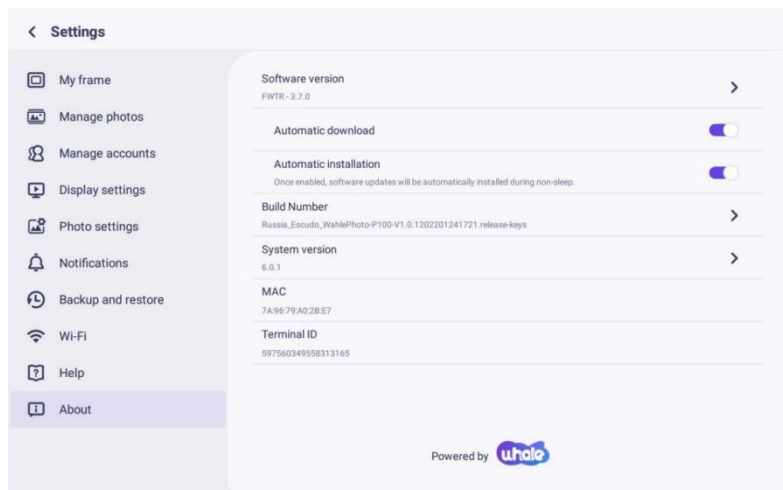 Settings
My frame
Manage photos
Manage accounts
Display settings
Photo settings
Notifications
Backup and restore
Wi-Fi
Help
About
Software version
FWTR - 3.7.0
Automatic download
Automatic installation
Once enabled, software updates will be automatically installed during non-sleep.
Build Number
Russia_Escudo_WahlePhoto-P100-V1.0.1202201241721.release-keys
System version
6.0.1
MAC
7A:96:79:A0:2B:E7
Terminal ID
597560349558313165
Powered by uhale